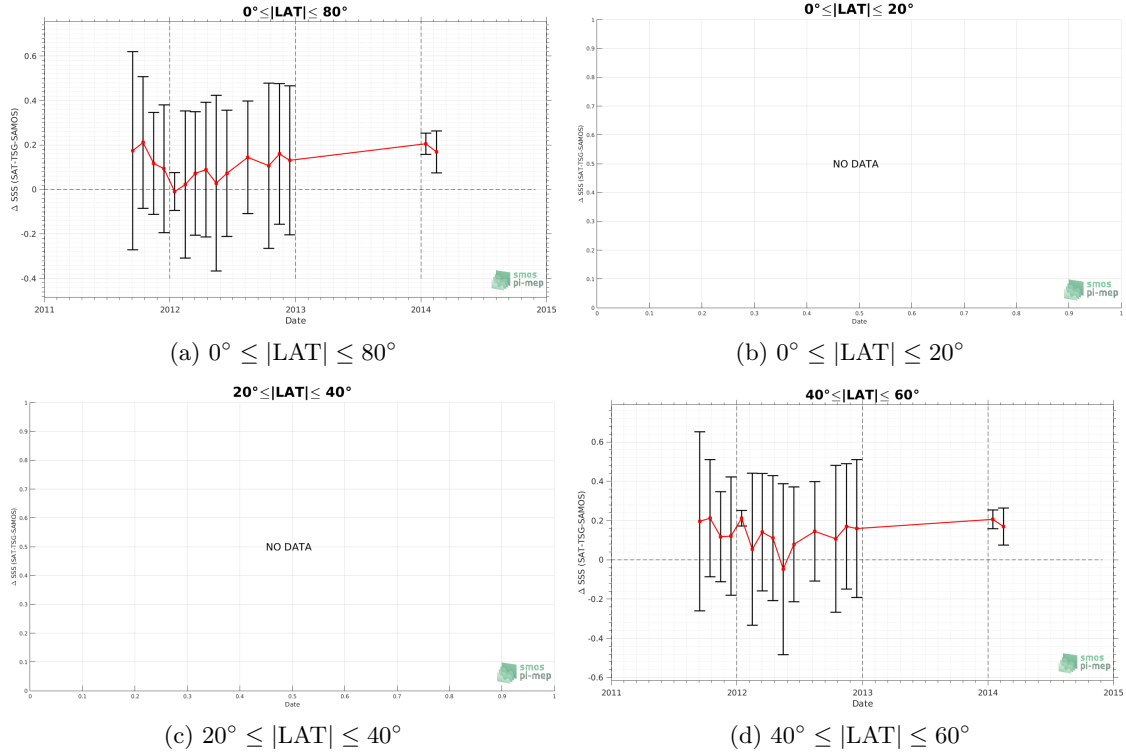 0°≤|LAT|≤ 80°
Δ SSS (SAT-TSG-SAMOS)
0.6
0.4
0.2
0
-0.2
-0.4
2011
2012
2013
2014
2015
Date
smos
pi-mep
(a) 0° ≤ |LAT| ≤ 80°
0°≤|LAT|≤ 20°
Δ SSS (SAT-TSG-SAMOS)
1
0.9
0.8
0.7
0.6
0.5
0.4
0.3
0.2
0.1
0
NO DATA
0
0.1
0.2
0.3
0.4
0.5
0.6
0.7
0.8
0.9
1
Date
smos
pi-mep
(b) 0° ≤ |LAT| ≤ 20°
20°≤|LAT|≤ 40°
Δ SSS (SAT-TSG-SAMOS)
1
0.9
0.8
0.7
0.6
0.5
0.4
0.3
0.2
0.1
0
NO DATA
0
0.1
0.2
0.3
0.4
0.5
0.6
0.7
0.8
0.9
1
Date
smos
pi-mep
(c) 20° ≤ |LAT| ≤ 40°
40°≤|LAT|≤ 60°
Δ SSS (SAT-TSG-SAMOS)
0.6
0.4
0.2
0
-0.2
-0.4
-0.6
2011
2012
2013
2014
2015
Date
smos
pi-mep
(d) 40° ≤ |LAT| ≤ 60°